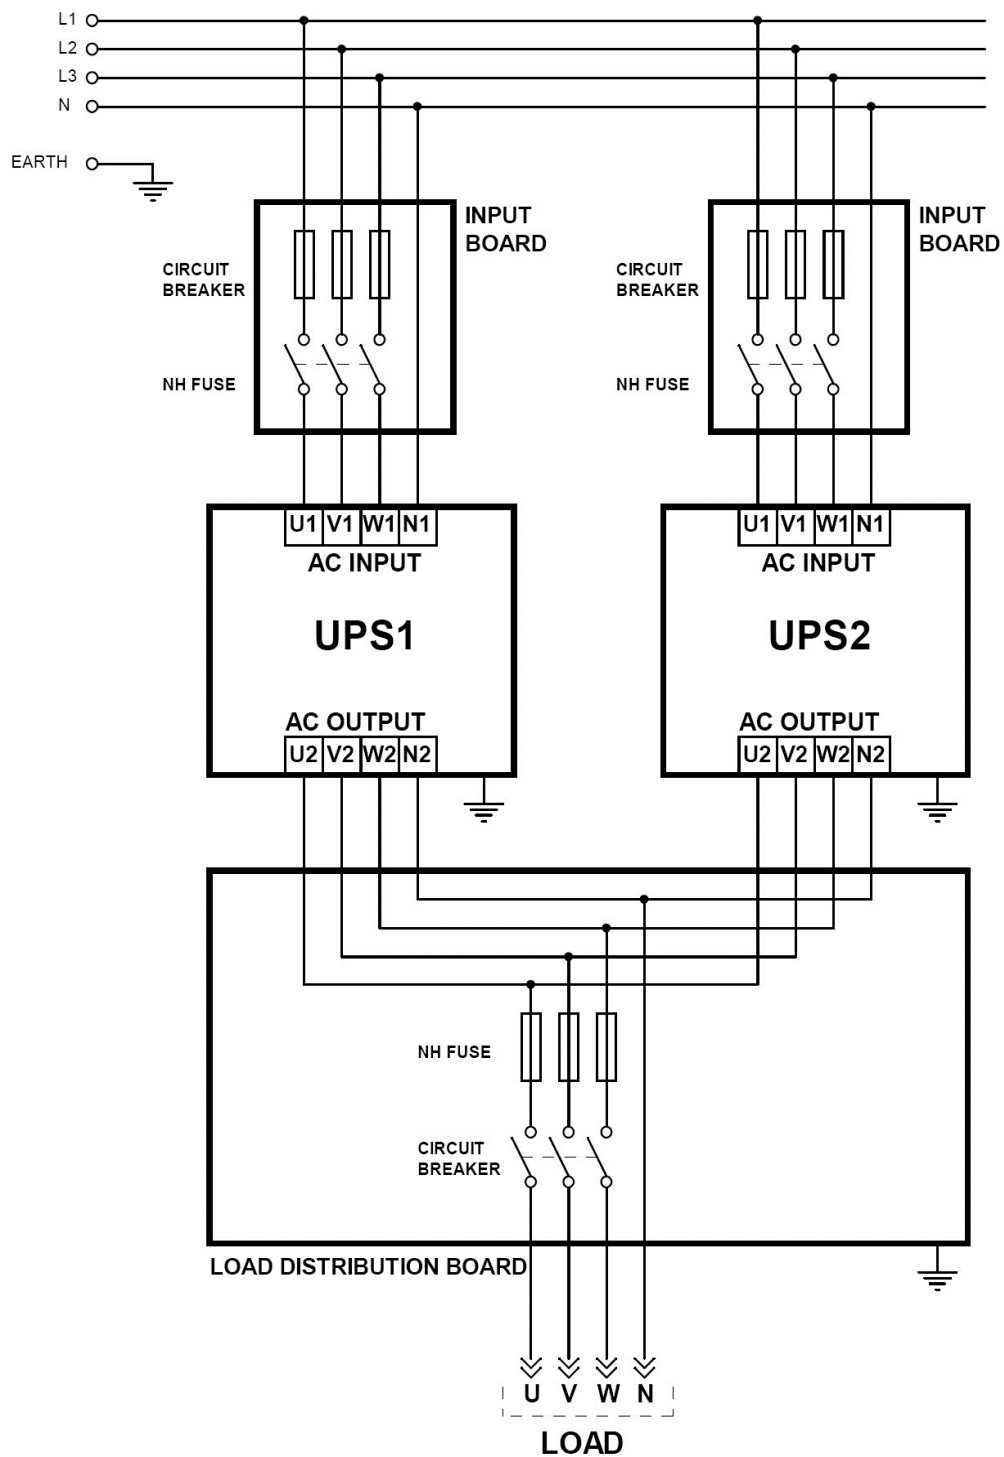 L1
L2
L3
N
EARTH
INPUT
BOARD
CIRCUIT
BREAKER
NH FUSE
INPUT
BOARD
CIRCUIT
BREAKER
NH FUSE
U1 V1 W1 N1
AC INPUT
UPS1
AC OUTPUT
U2 V2 W2 N2
U1 V1 W1 N1
AC INPUT
UPS2
AC OUTPUT
U2 V2 W2 N2
NH FUSE
CIRCUIT
BREAKER
LOAD DISTRIBUTION BOARD
U V W N
LOAD